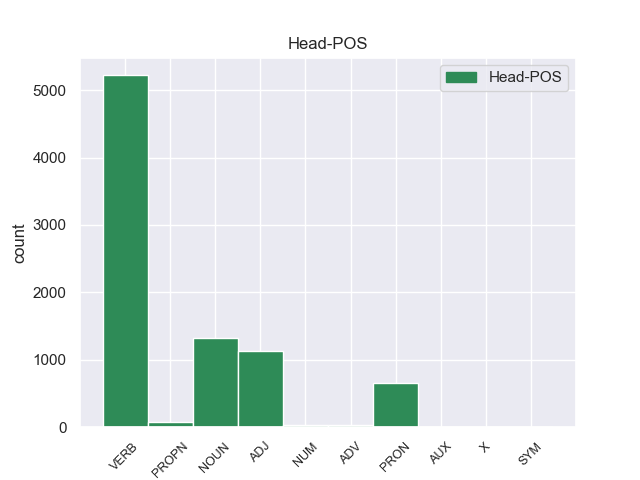 Head-POS
Head-POS
5000
4000
3000
2000
1000
0
count
VERB
PROPN
NOUN
ADJ
NUM
ADV
PRON
AUX
X
SYM